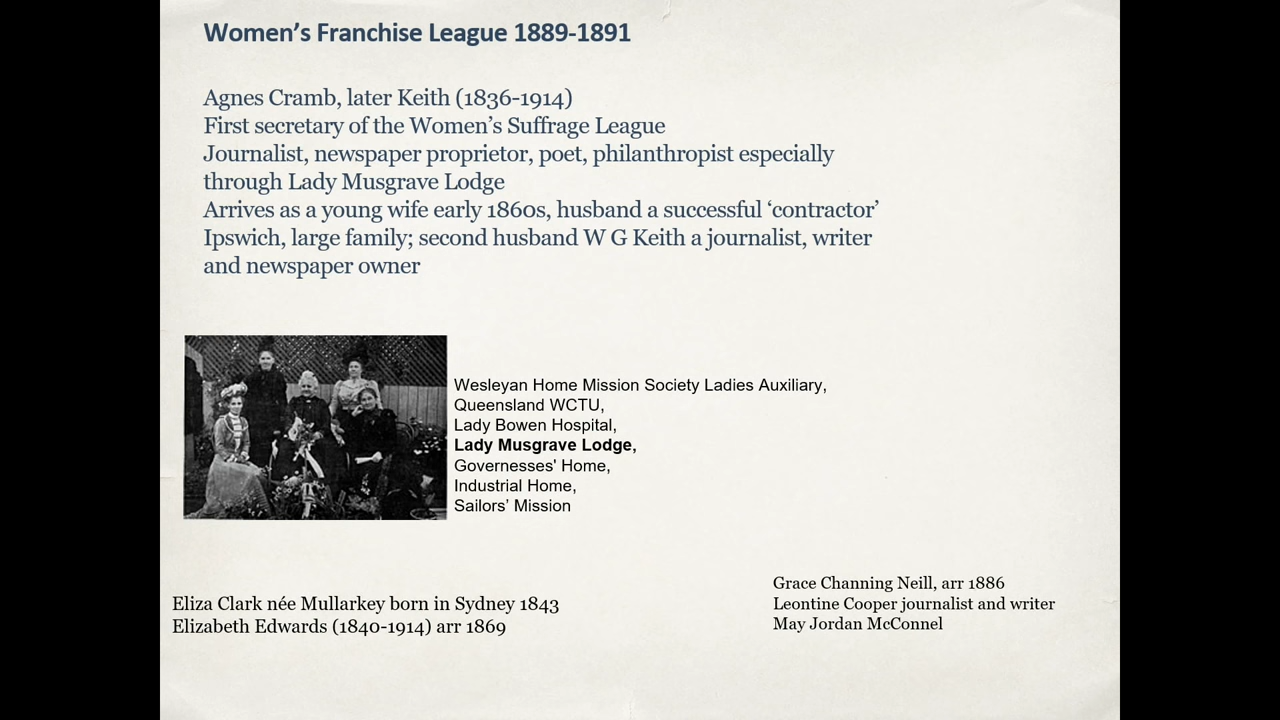 Women’s Franchise League 1889-1891
Agnes Cramb, later Keith (1836-1914)
First secretary of the Women’s Suffrage League
Journalist, newspaper proprietor, poet, philanthropist especially
through Lady Musgrave Lodge
Arrives as a young wife early 1860s, husband a successful ‘contractor’
Ipswich, large family; second husband W G Keith a journalist, writer
and newspaper owner
Wesleyan Home Mission Society Ladies Auxiliary,
Queensland WCTU,
Lady Bowen Hospital,
Lady Musgrave Lodge,
Governesses' Home,
Industrial Home,
Sailors’ Mission
Eliza Clark née Mullarkey born in Sydney 1843
Elizabeth Edwards (1840-1914) arr 1869
Grace Channing Neill, arr 1886
Leontine Cooper journalist and writer
May Jordan McConnel